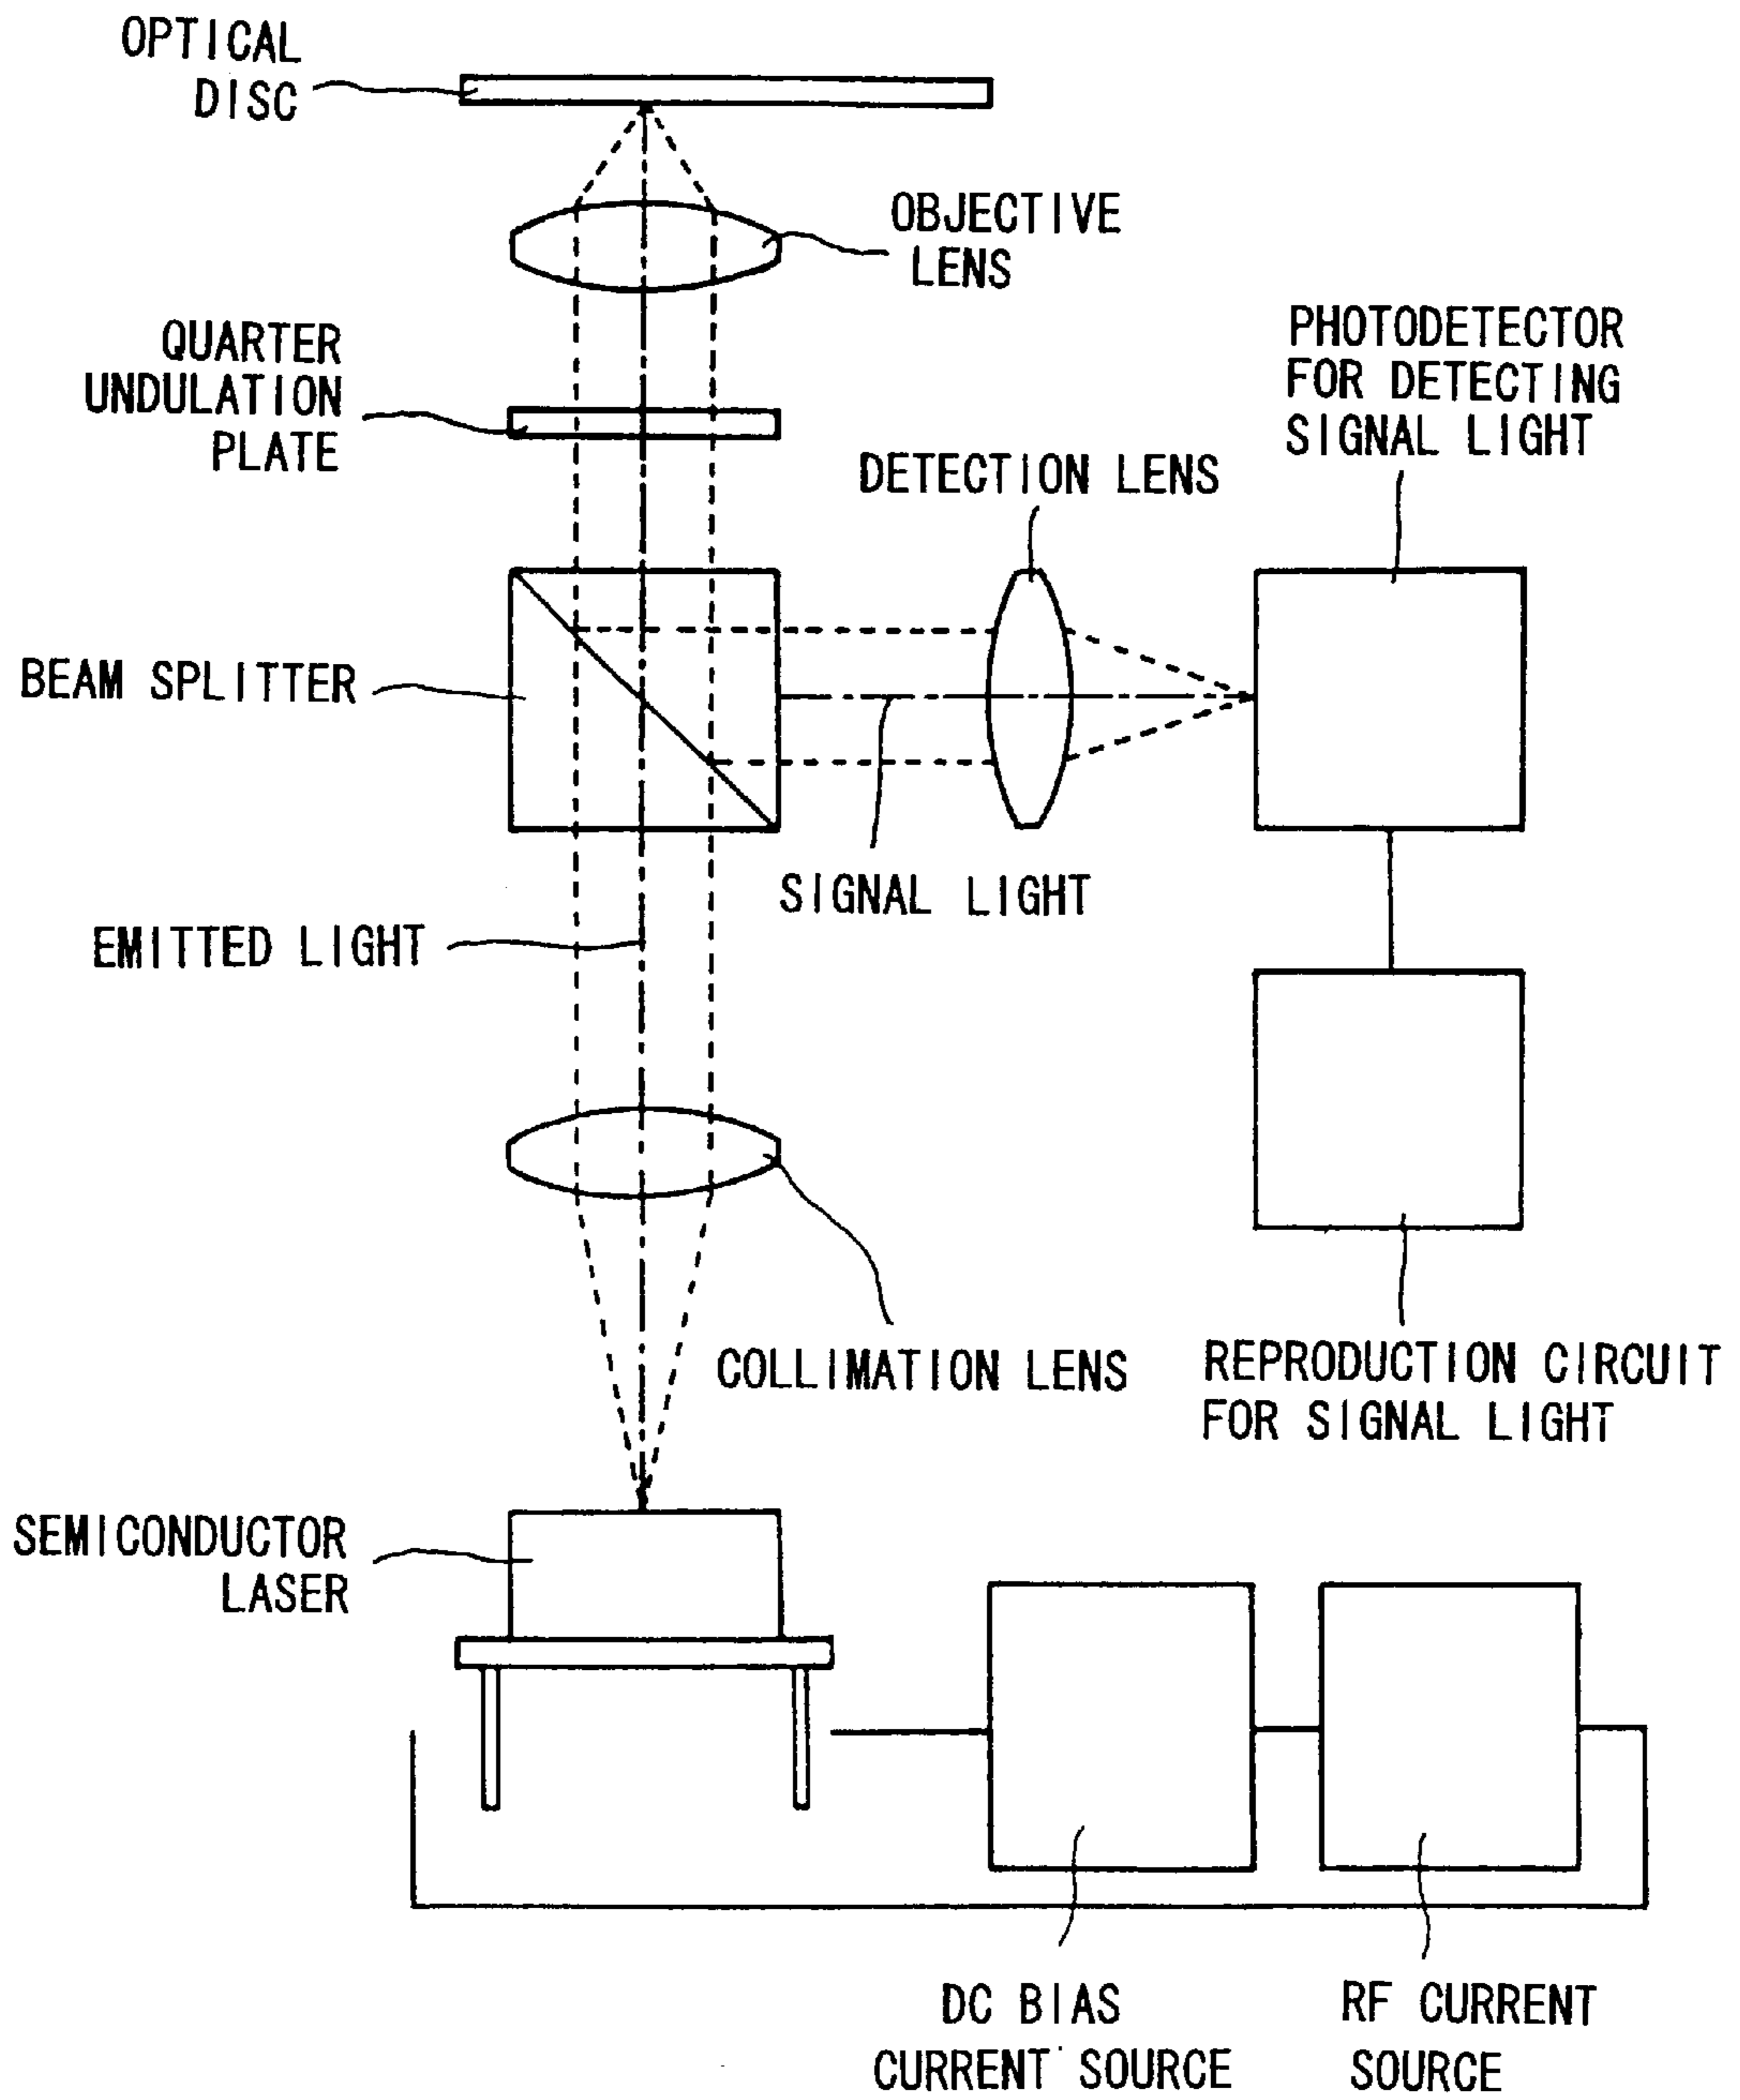 OPTICAL
DISC
OBJECTIVE
LENS
QUARTER
UNDULATION
PLATE
PHOTODETECTOR
FOR DETECTING
SIGNAL LIGHT
DETECTION LENS
BEAM SPLITTER
SIGNAL LIGHT
EMITTED LIGHT
COLLIMATION LENS
REPRODUCTION CIRCUIT
FOR SIGNAL LIGHT
SEMICONDUCTOR
LASER
DC BIAS
CURRENT SOURCE
RF CURRENT
SOURCE